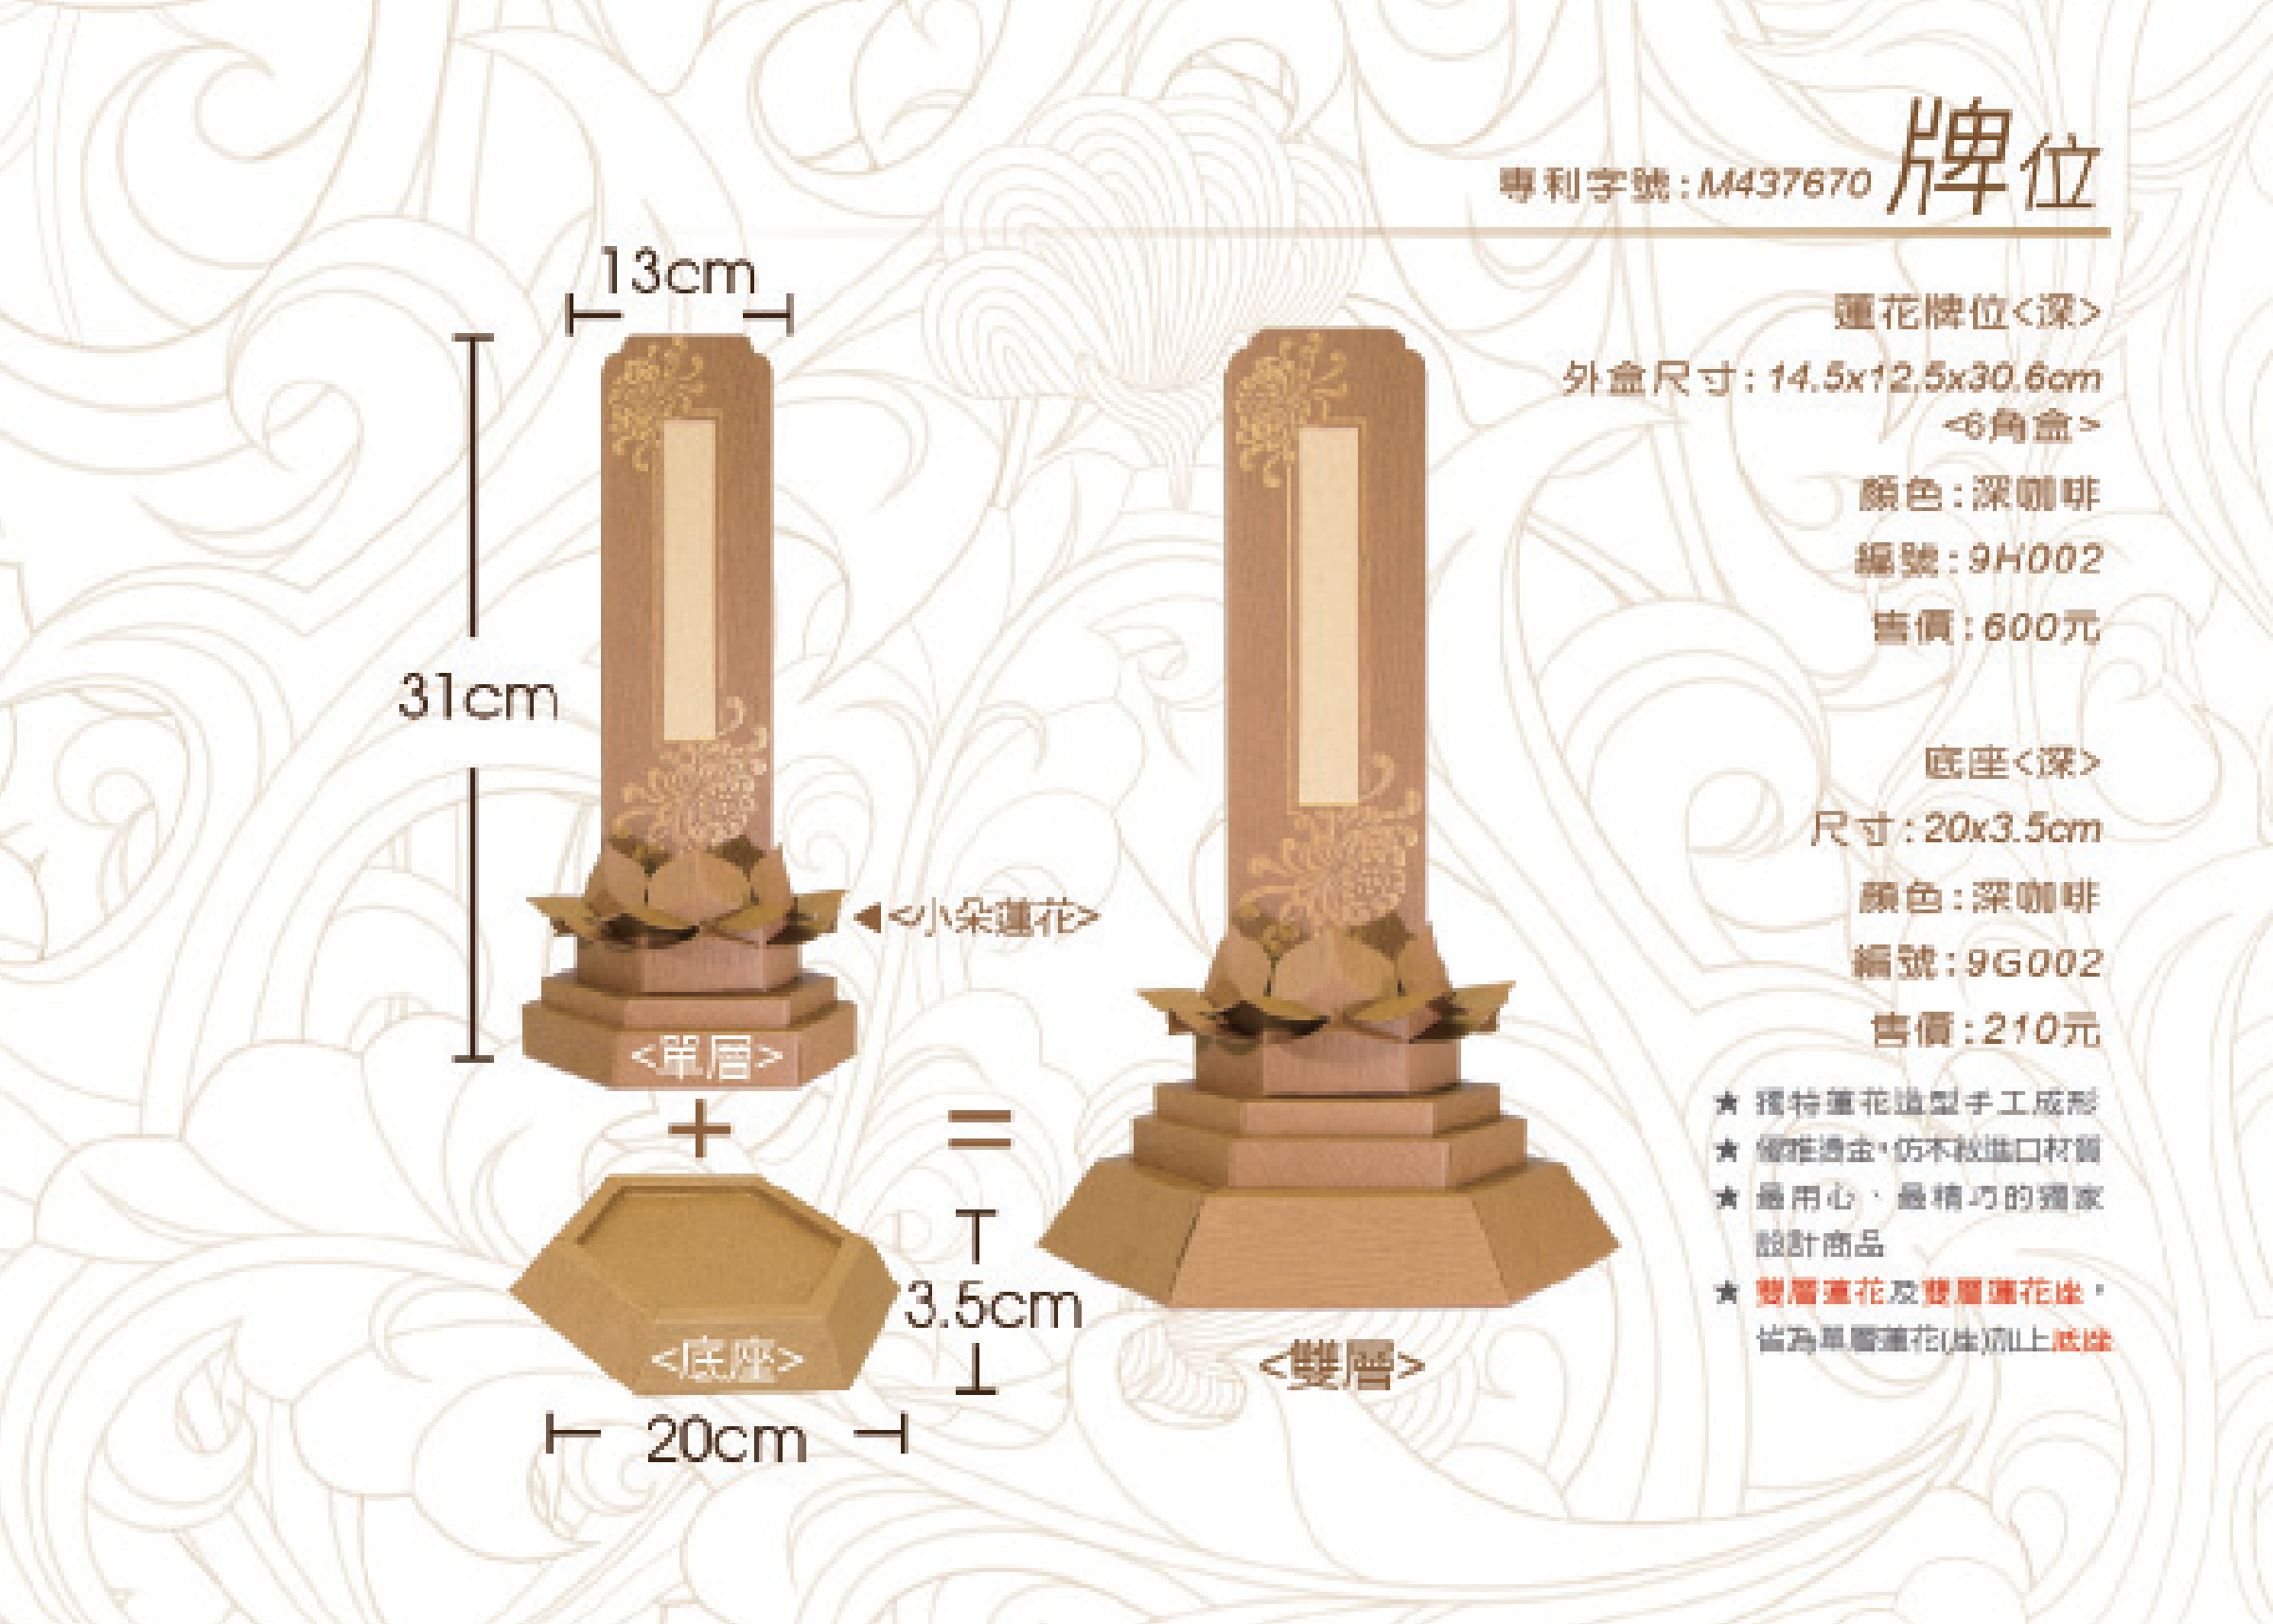 專利字號:M437670 牌位
13cm
31cm
<小朵蓮花>
<單層>
+
=
<底座>
3.5cm
20cm
<雙層>
蓮花牌位<深>
外盒尺寸:14.5x12.5x30.6cm
<6角盒>
顏色:深咖啡
編號:9H002
售價:600元
底座<深>
尺寸:20x3.5cm
顏色:深咖啡
編號:9G002
售價:210元
★ 獨特蓮花造型手工成形
★ 優雅燙金,仿木紋進口材質
★ 最用心、最精巧的獨家
設計商品
★ 雙層蓮花及雙層蓮花座,
皆為單層蓮花(座)加上底座